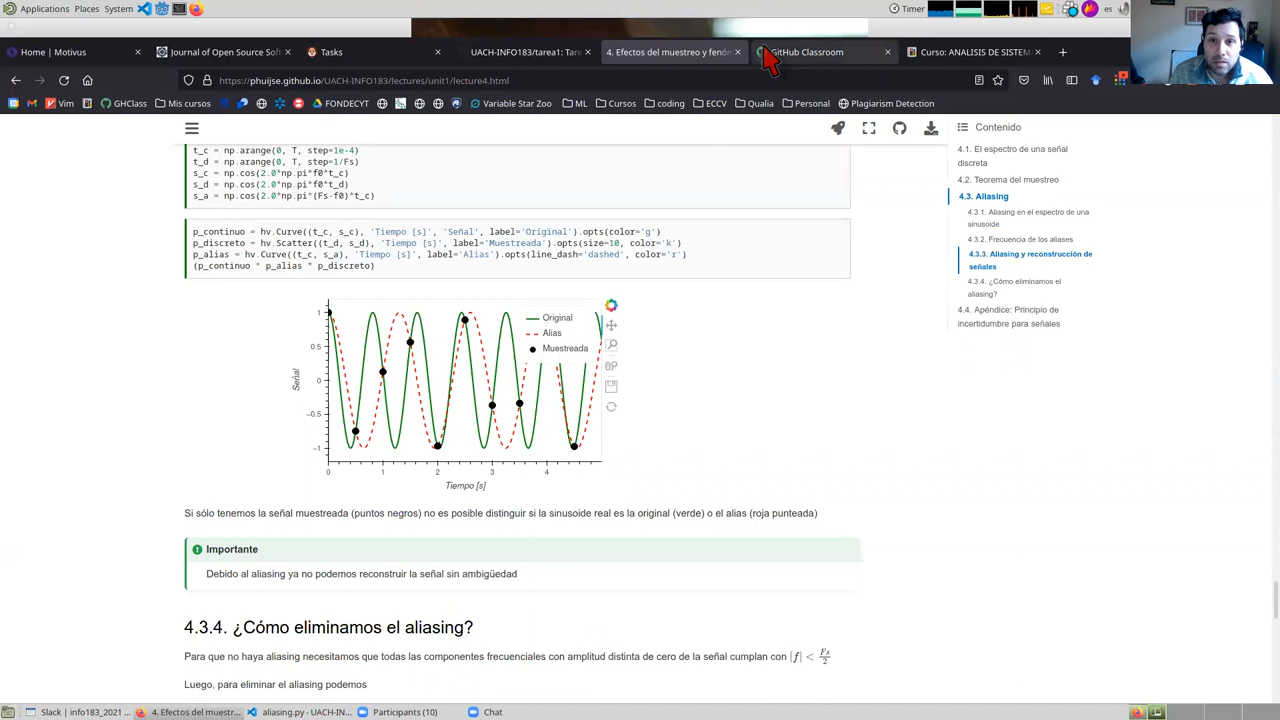 Applications Places System
Timer
es
Home | Motivus
Journal of Open Source Sof
Tasks
UACH-INFO183/tarea1: Tare
4. Efectos del muestreo y fenóm
GitHub Classroom
Curso: ANALISIS DE SISTEM
https://phuijse.github.io/UACH-INFO183/lectures/unit1/lecture4.html
Vim
GHClass
Mis cursos
FONDECYT
Variable Star Zoo
ML
Cursos
coding
ECCV
Qualia
Personal
Plagiarism Detection
Contenido
4.1. El espectro de una señal
discreta
4.2. Teorema del muestreo
4.3. Aliasing
4.3.1. Aliasing en el espectro de una
sinusoide
4.3.2. Frecuencia de los aliases
4.3.3. Aliasing y reconstrucción de
señales
4.3.4. ¿Cómo eliminamos el
aliasing?
4.4. Apéndice: Principio de
incertidumbre para señales
t_c = np.arange(0, T, step=1e-4)
t_d = np.arange(0, T, step=1/Fs)
s_c = np.cos(2.0*np.pi*f0*t_c)
s_d = np.cos(2.0*np.pi*f0*t_d)
s_a = np.cos(2.0*np.pi*(Fs-f0)*t_c)
p_continuo = hv.Curve((t_c, s_c), 'Tiempo [s]', 'Señal', label='Original').opts(color='g')
p_discreto = hv.Scatter((t_d, s_d), 'Tiempo [s]', label='Muestreada').opts(size=10, color='k')
p_alias = hv.Curve((t_c, s_a), 'Tiempo [s]', label='Alias').opts(line_dash='dashed', color='r')
(p_continuo * p_alias * p_discreto)
Original
Alias
Muestreada
1
0.5
0
−0.5
−1
Señal
0 1 2 3 4
Tiempo [s]
Si sólo tenemos la señal muestreada (puntos negros) no es posible distinguir si la sinusoide real es la original (verde) o el alias (roja punteada)
Importante
Debido al aliasing ya no podemos reconstruir la señal sin ambigüedad
4.3.4. ¿Cómo eliminamos el aliasing?
Para que no haya aliasing necesitamos que todas las componentes frecuenciales con amplitud distinta de cero de la señal cumplan con |f| < Fs/2
Luego, para eliminar el aliasing podemos
Slack | info183_2021 ...
4. Efectos del muestr...
aliasing.py - UACH-IN...
Participants (10)
Chat